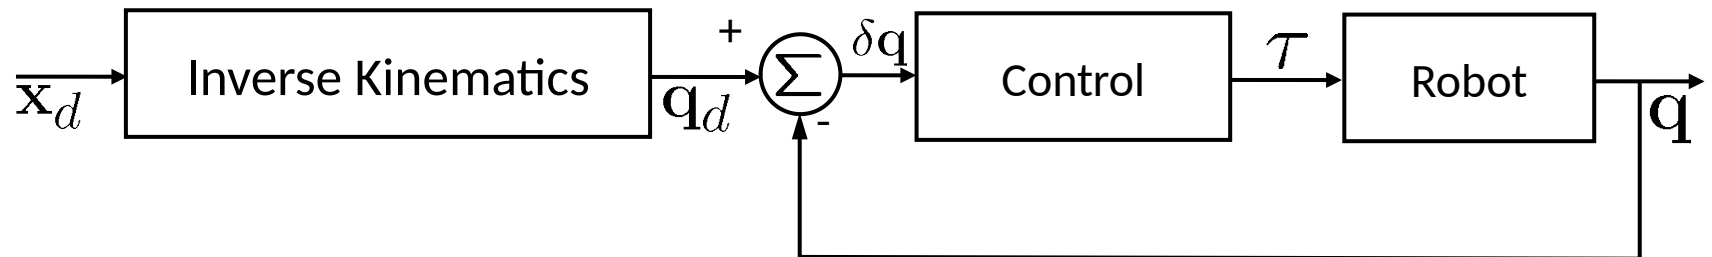 𝐱_d
Inverse Kinematics
𝐪_d
+
Σ
-
δ𝐪
Control
τ
Robot
𝐪